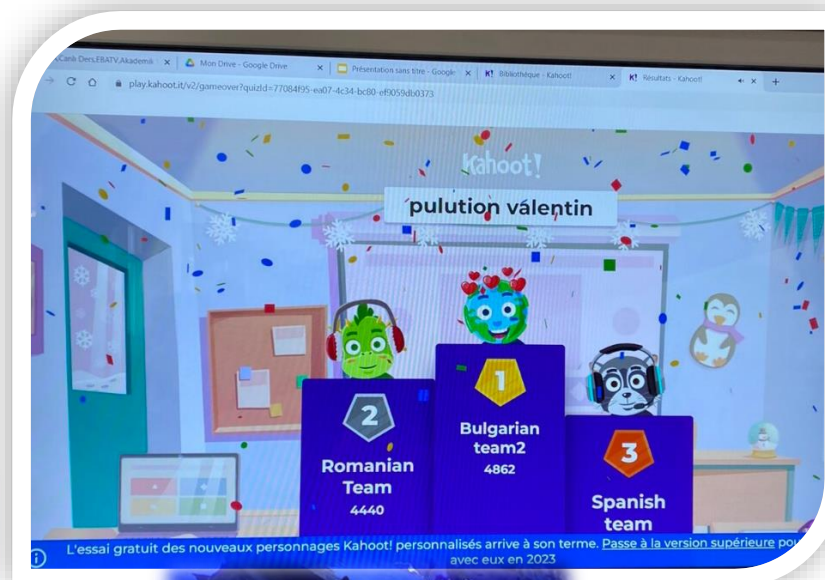 Canlı Ders,EBATV,Akademik
Mon Drive - Google Drive
Présentation sans titre - Google
K! Bibliothèque - Kahoot!
K! Résultats - Kahoot!
play.kahoot.it/v2/gameover?quizId=77084f95-ea07-4c34-bc80-ef9059db0373
Kahoot!
pulution valentin
1
2
Bulgarian
team2
4862
3
Romanian
Team
4440
Spanish
team
L'essai gratuit des nouveaux personnages Kahoot! personnalisés arrive à son terme. Passe à la version supérieure
avec eux en 2023